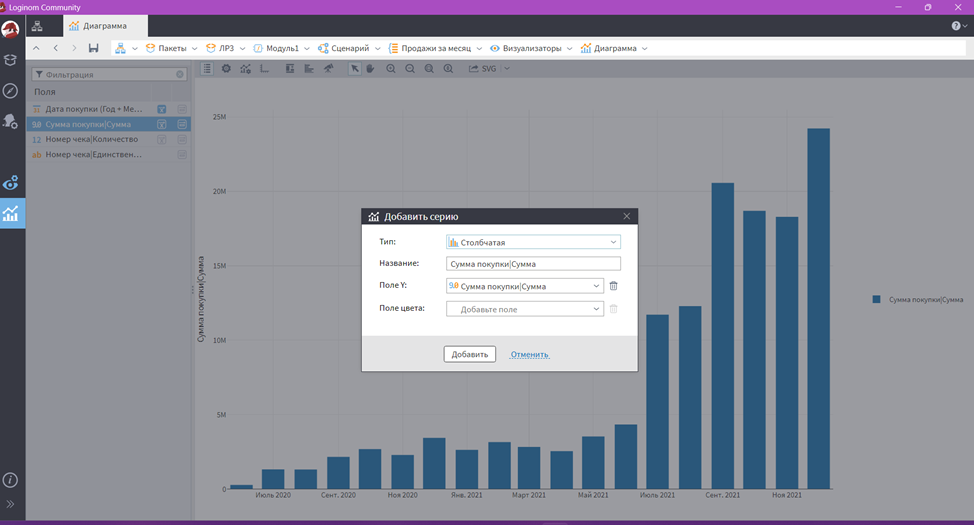 Loginom Community
Диаграмма
Пакеты
ЛР3
Модуль1
Сценарий
Продажи за месяц
Визуализаторы
Диаграмма
Фильтрация
SVG
Поля
Дата покупки (Год + Ме...
9.0 Сумма покупки|Сумма
12 Номер чека|Количество
ab Номер чека|Единствен...
25M
20M
15M
10M
5M
0
Сумма покупки|Сумма
Добавить серию
Тип:
Столбчатая
Название:
Сумма покупки|Сумма
Поле Y:
9.0 Сумма покупки|Сумма
Поле цвета:
Добавьте поле
Добавить
Отменить
Сумма покупки|Сумма
Июль 2020
Сент. 2020
Ноя 2020
Янв. 2021
Март 2021
Май 2021
Июль 2021
Сент. 2021
Ноя 2021